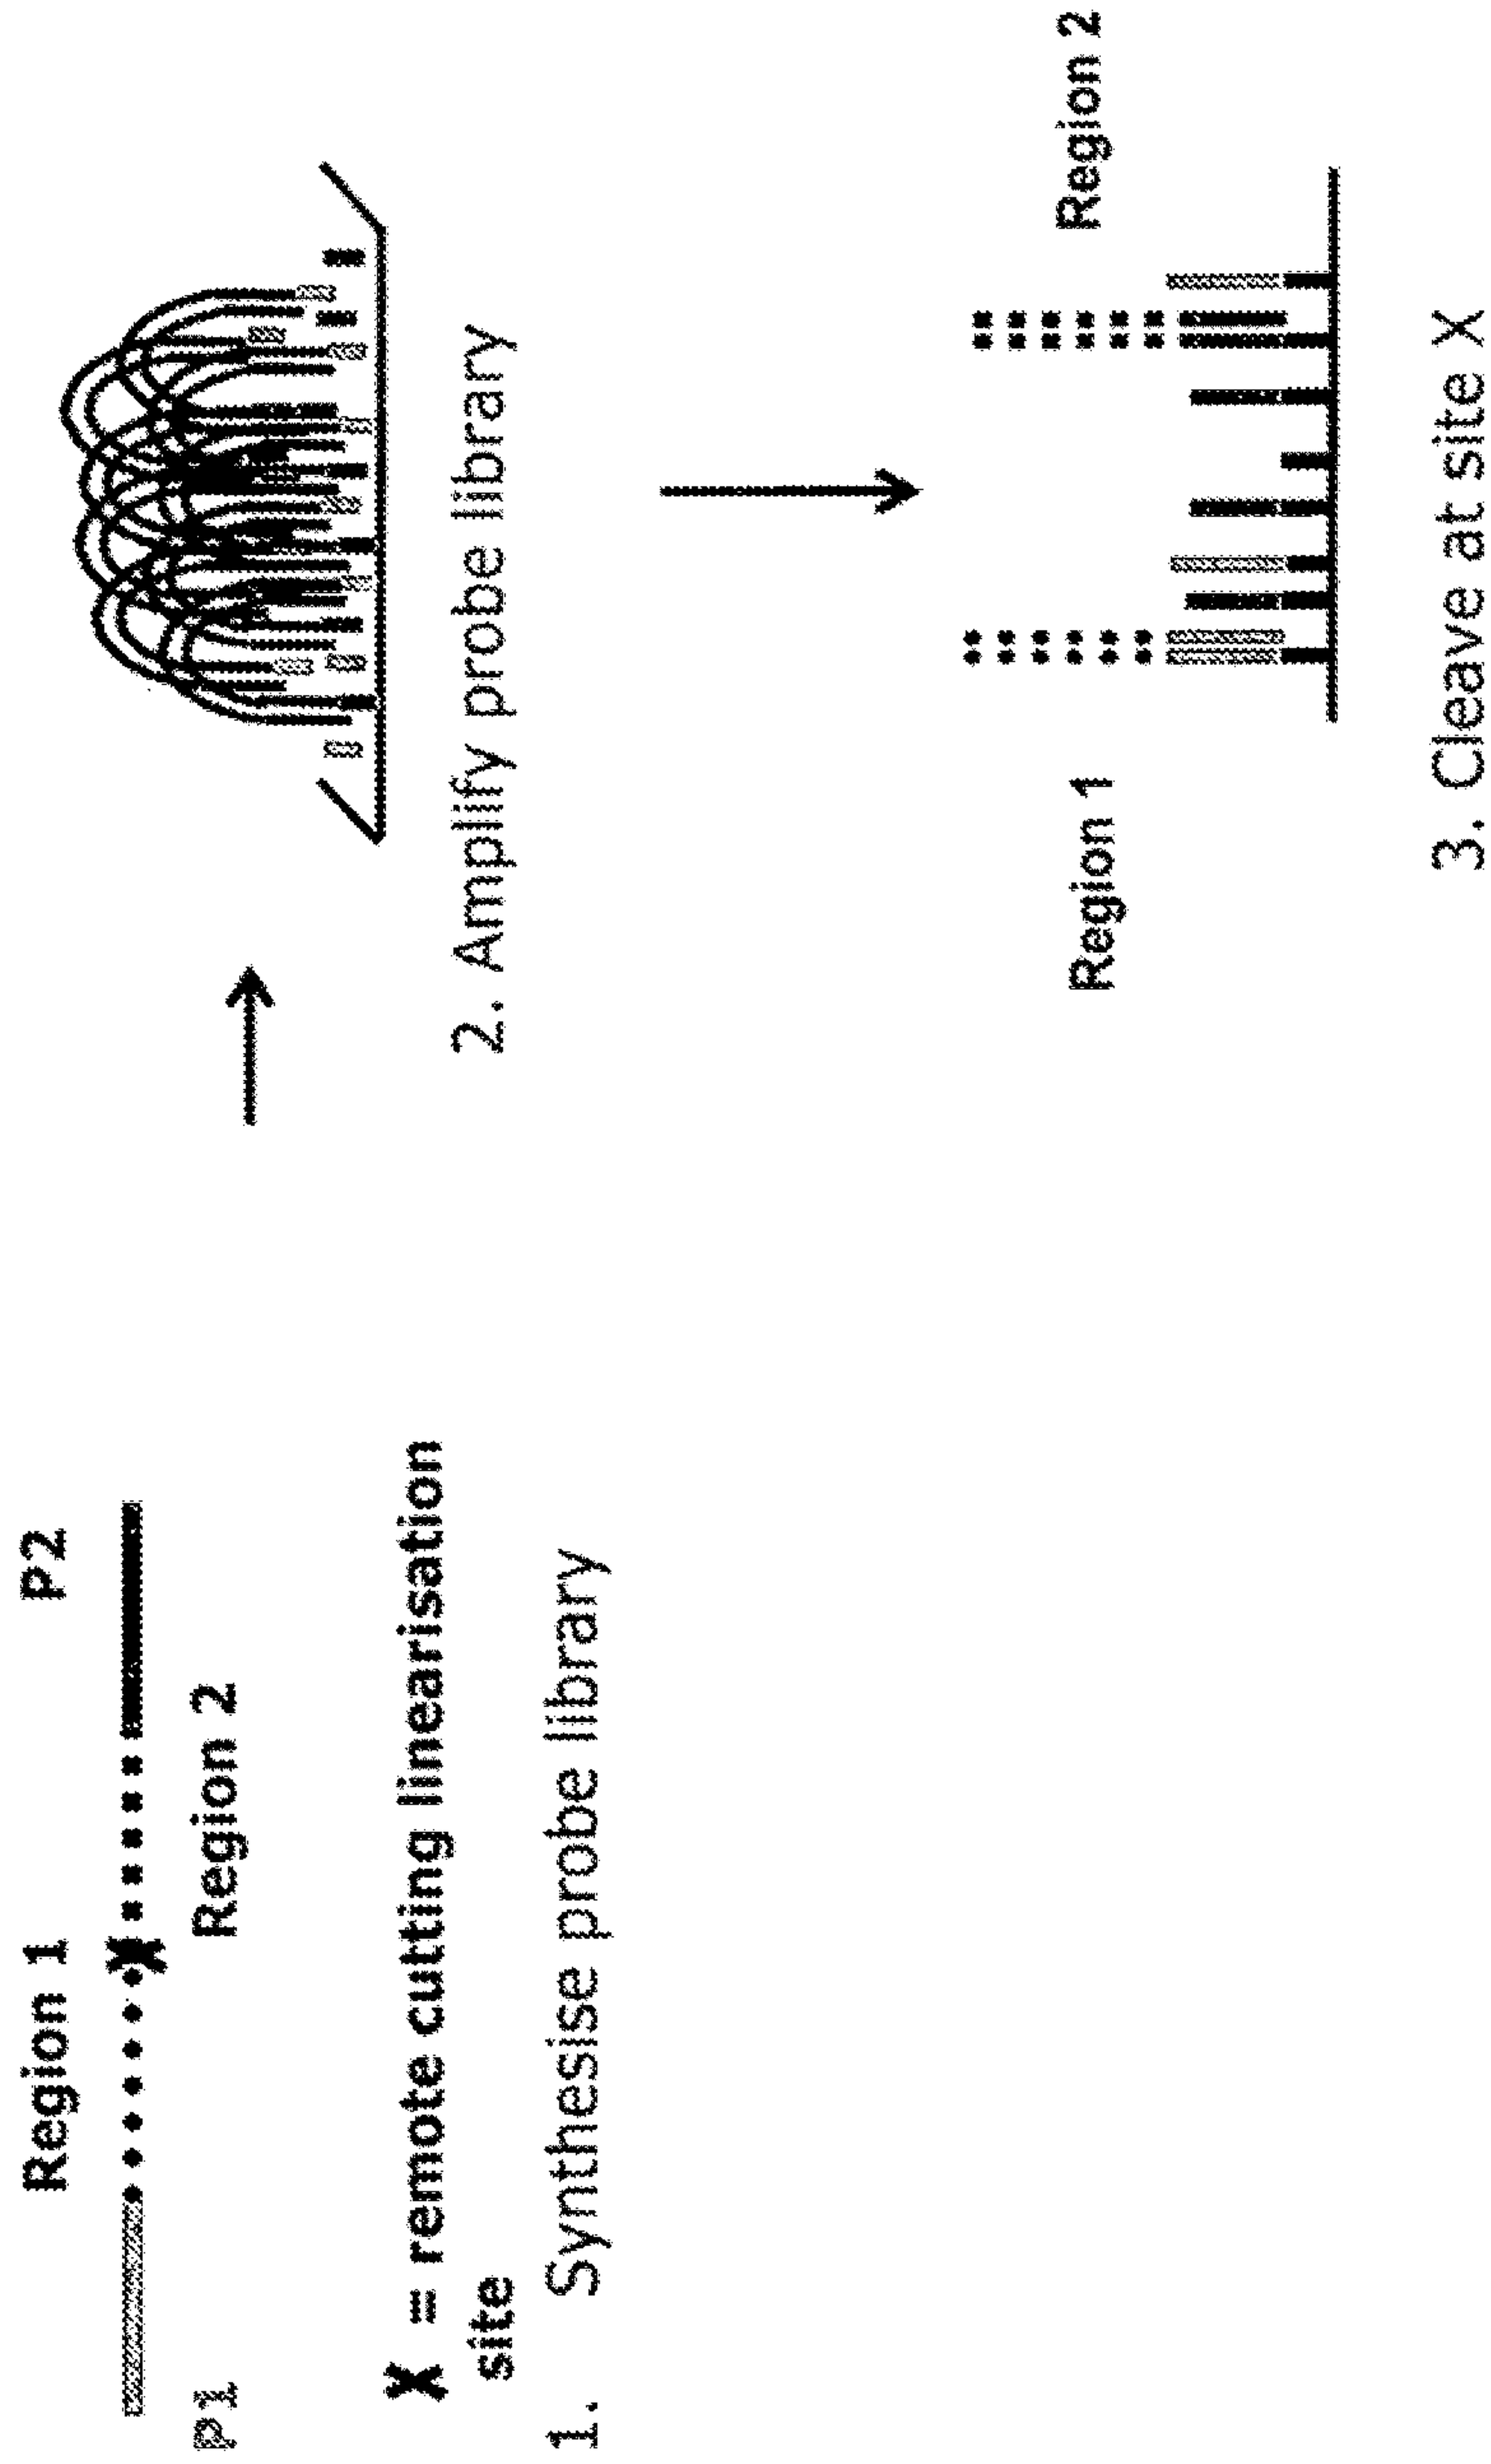 Region 1
P2
P1
Region 2
X = remote cutting linearisation
site
1. Synthesise probe library
2. Amplify probe library
Region 1
Region 2
3. Cleave at site X